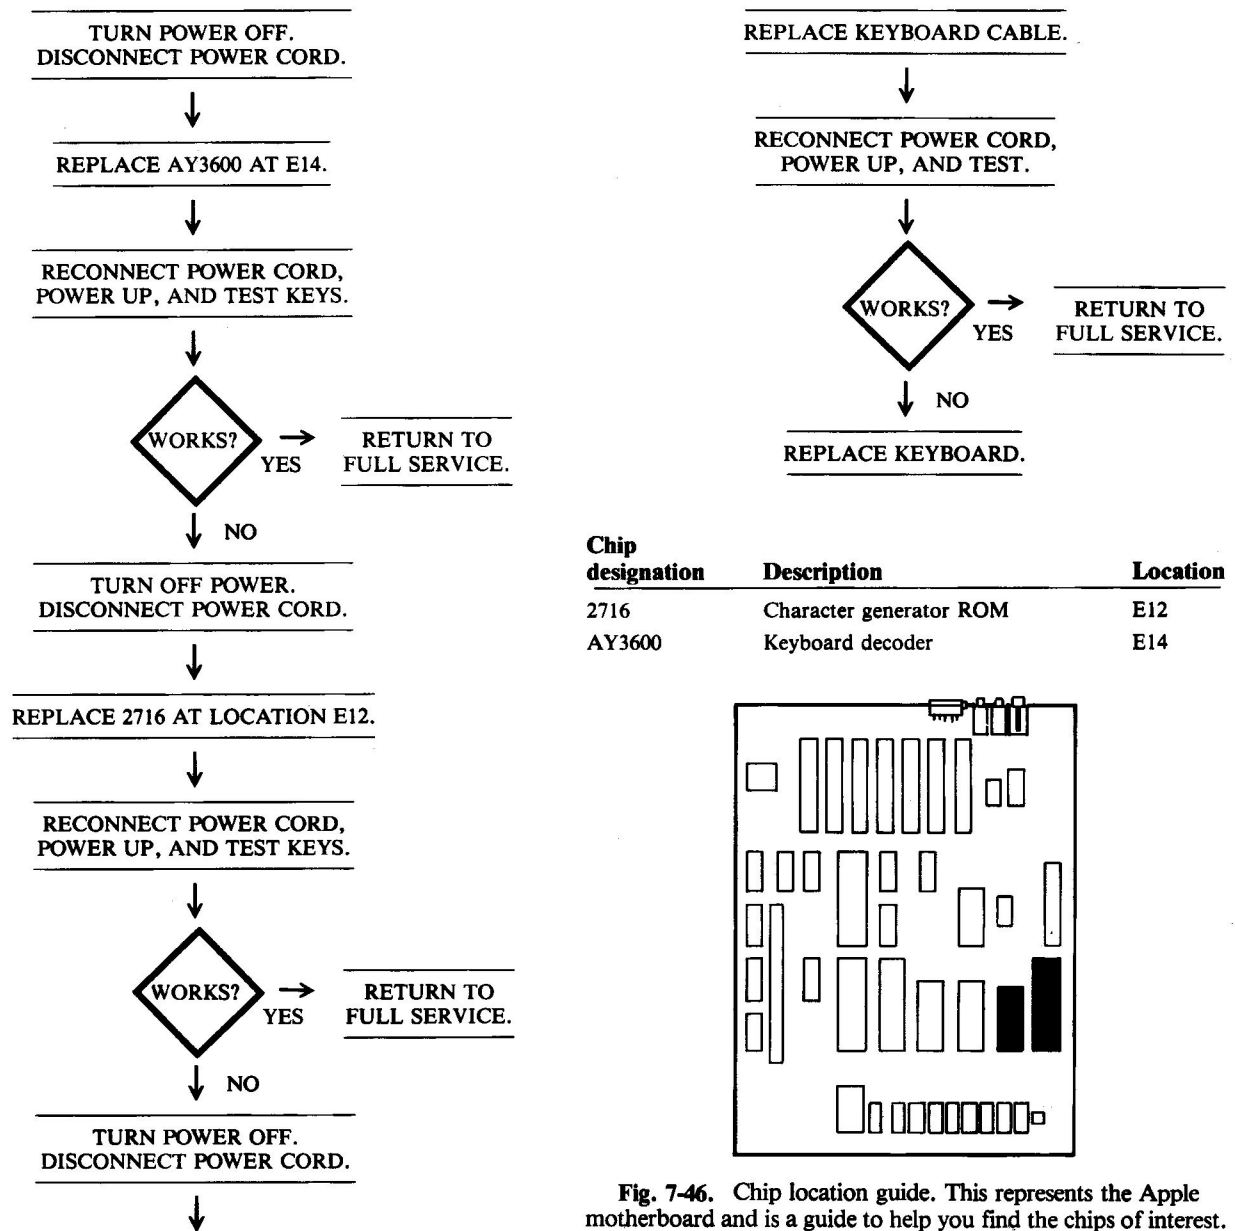 TURN POWER OFF.
DISCONNECT POWER CORD.
REPLACE AY3600 AT E14.
RECONNECT POWER CORD,
POWER UP, AND TEST KEYS.
WORKS?
YES
RETURN TO
FULL SERVICE.
NO
TURN OFF POWER.
DISCONNECT POWER CORD.
REPLACE 2716 AT LOCATION E12.
RECONNECT POWER CORD,
POWER UP, AND TEST KEYS.
WORKS?
YES
RETURN TO
FULL SERVICE.
NO
TURN POWER OFF.
DISCONNECT POWER CORD.
REPLACE KEYBOARD CABLE.
RECONNECT POWER CORD,
POWER UP, AND TEST.
WORKS?
YES
RETURN TO
FULL SERVICE.
NO
REPLACE KEYBOARD.
Chip
designation Description Location
2716 Character generator ROM E12
AY3600 Keyboard decoder E14
Fig. 7-46. Chip location guide. This represents the Apple
motherboard and is a guide to help you find the chips of interest.